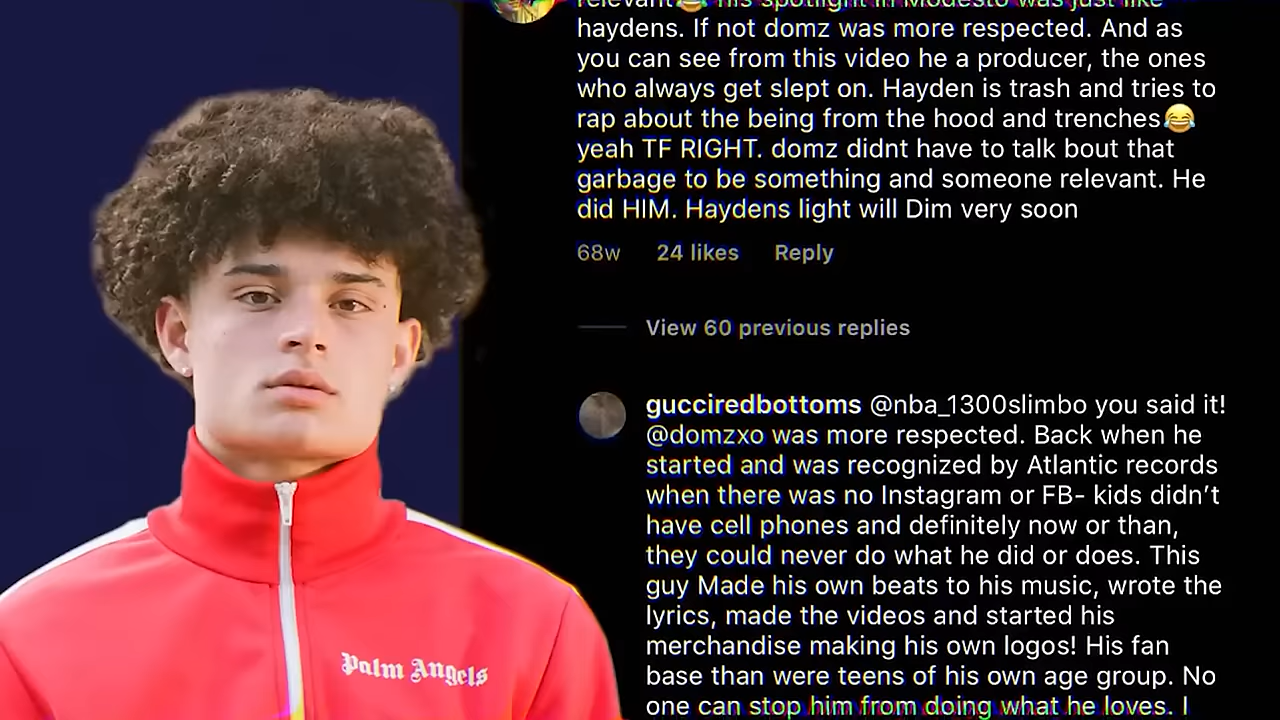 relevant😂 his spotlight in Modesto was just like
haydens. If not domz was more respected. And as
you can see from this video he a producer, the ones
who always get slept on. Hayden is trash and tries to
rap about the being from the hood and trenches😂
yeah TF RIGHT. domz didnt have to talk bout that
garbage to be something and someone relevant. He
did HIM. Haydens light will Dim very soon
68w 24 likes Reply
View 60 previous replies
gucciredbottoms @nba_1300slimbo you said it!
@domzxo was more respected. Back when he
started and was recognized by Atlantic records
when there was no Instagram or FB- kids didn’t
have cell phones and definitely now or than,
they could never do what he did or does. This
guy Made his own beats to his music, wrote the
lyrics, made the videos and started his
merchandise making his own logos! His fan
base than were teens of his own age group. No
one can stop him from doing what he loves. I
Palm Angels